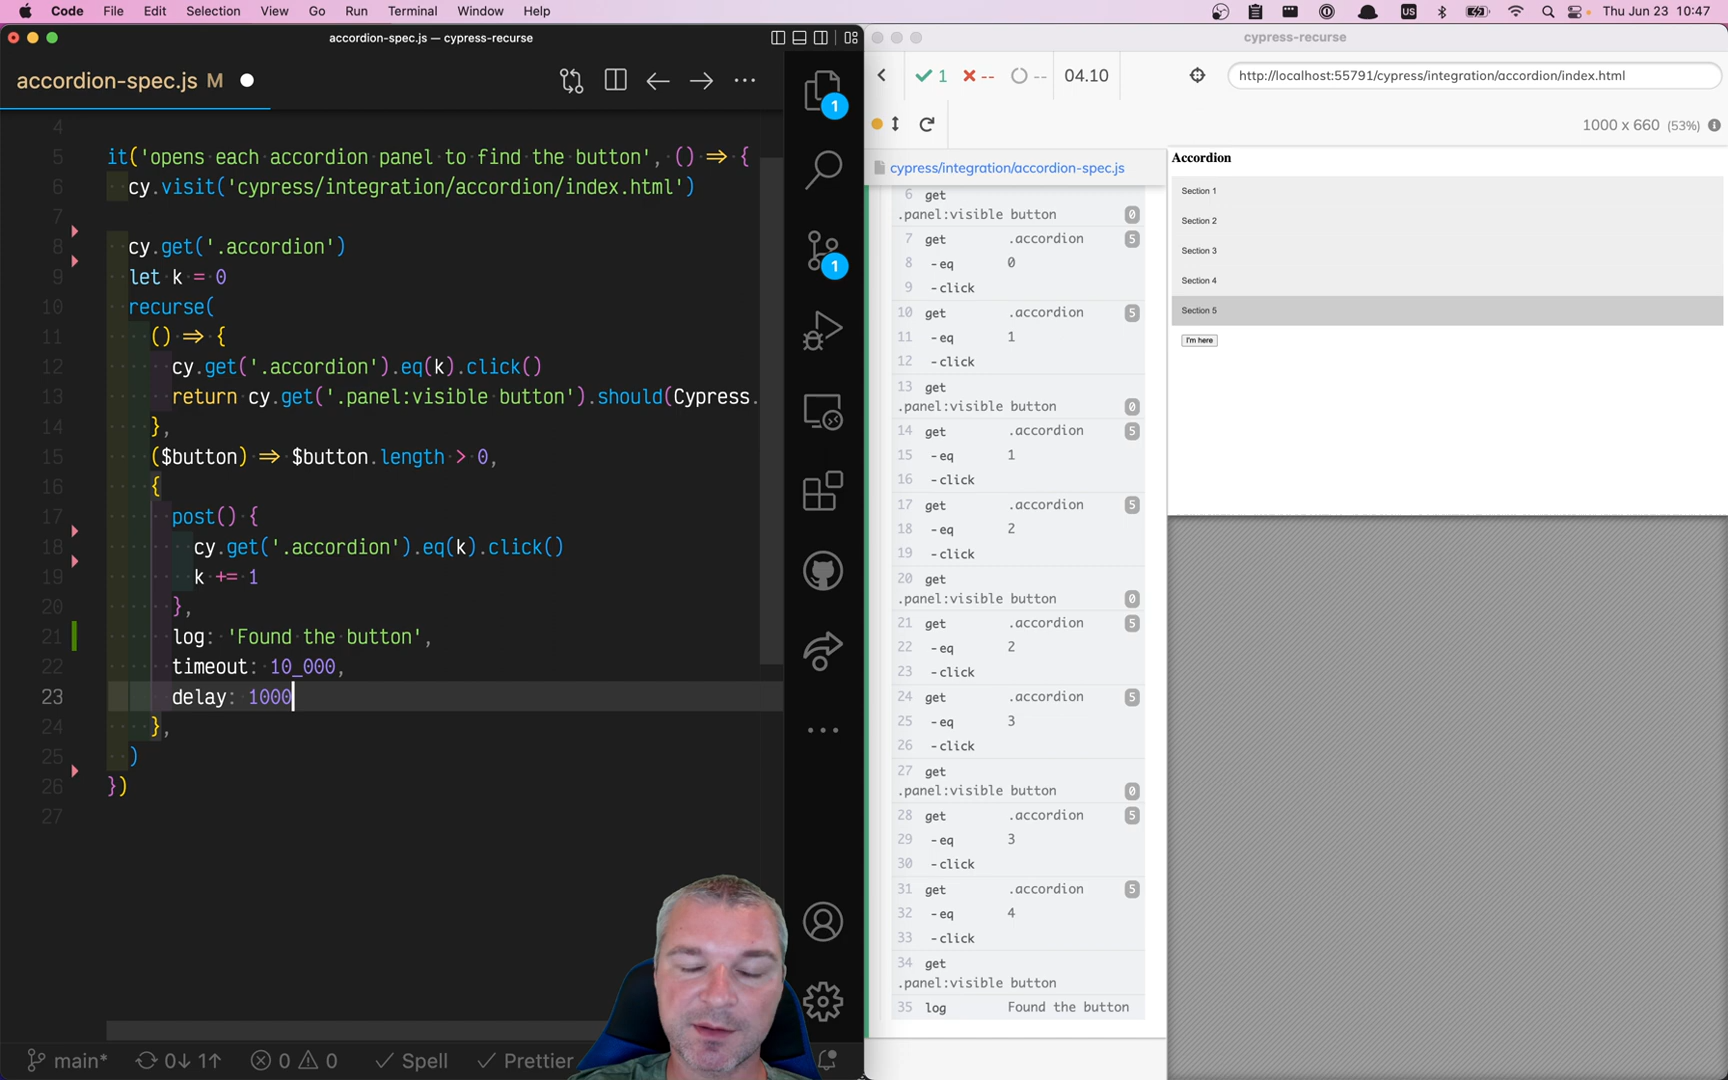 Code File Edit Selection View Go Run Terminal Window Help
US Thu Jun 23 10:47
accordion-spec.js — cypress-recurse
accordion-spec.js M
4
5 it('opens each accordion panel to find the button', () => {
6 cy.visit('cypress/integration/accordion/index.html')
7
8 cy.get('.accordion')
9 let k = 0
10 recurse(
11 () => {
12 cy.get('.accordion').eq(k).click()
13 return cy.get('.panel:visible button').should(Cypress.
14 },
15 ($button) => $button.length > 0,
16 {
17 post() {
18 cy.get('.accordion').eq(k).click()
19 k += 1
20 },
21 log: 'Found the button',
22 timeout: 10_000,
23 delay: 1000
24 },
25 )
26 })
27
1
1
main* 0↓ 1↑ 0 0 Spell Prettier
cypress-recurse
1 -- -- 04.10
http://localhost:55791/cypress/integration/accordion/index.html
1000 x 660 (53%)
cypress/integration/accordion-spec.js
6 get
.panel:visible button 0
7 get .accordion 5
8 -eq 0
9 -click
10 get .accordion 5
11 -eq 1
12 -click
13 get
.panel:visible button 0
14 get .accordion 5
15 -eq 1
16 -click
17 get .accordion 5
18 -eq 2
19 -click
20 get
.panel:visible button 0
21 get .accordion 5
22 -eq 2
23 -click
24 get .accordion 5
25 -eq 3
26 -click
27 get
.panel:visible button 0
28 get .accordion 5
29 -eq 3
30 -click
31 get .accordion 5
32 -eq 4
33 -click
34 get
.panel:visible button
35 log Found the button
Accordion
Section 1
Section 2
Section 3
Section 4
Section 5
I'm here